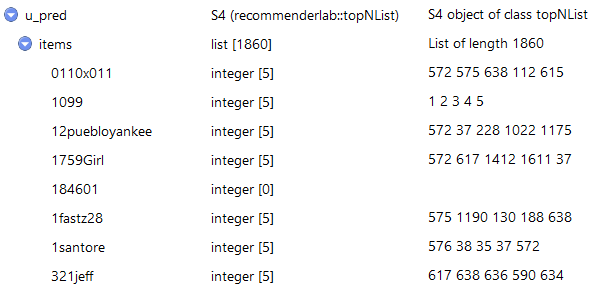 u_pred S4 (recommenderlab::topNList) S4 object of class topNList
items list [1860] List of length 1860
0110x011 integer [5] 572 575 638 112 615
1099 integer [5] 1 2 3 4 5
12puebloyankee integer [5] 572 37 228 1022 1175
1759Girl integer [5] 572 617 1412 1611 37
184601 integer [0]
1fastz28 integer [5] 575 1190 130 188 638
1santore integer [5] 576 38 35 37 572
321jeff integer [5] 617 638 636 590 634